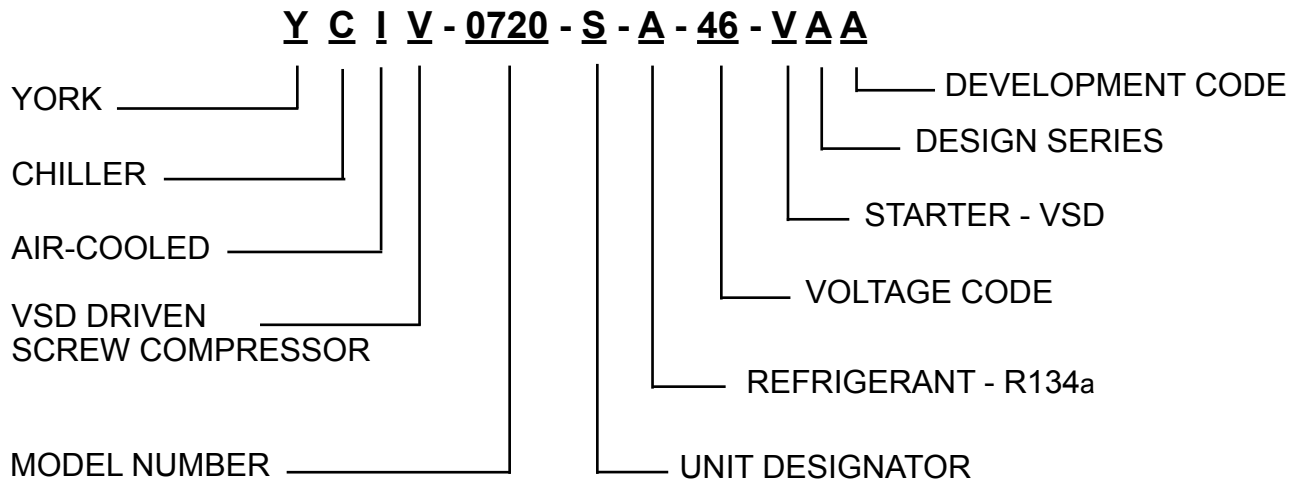 Y C I V - 0720 - S - A - 46 - V A A
YORK
CHILLER
AIR-COOLED
VSD DRIVEN
SCREW COMPRESSOR
MODEL NUMBER
DEVELOPMENT CODE
DESIGN SERIES
STARTER - VSD
VOLTAGE CODE
REFRIGERANT - R134a
UNIT DESIGNATOR